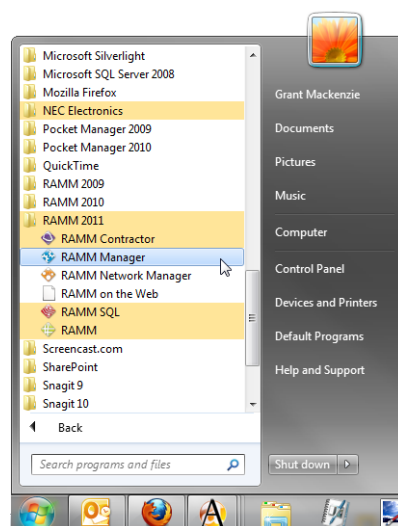 Microsoft Silverlight
Microsoft SQL Server 2008
Mozilla Firefox
NEC Electronics
Pocket Manager 2009
Pocket Manager 2010
QuickTime
RAMM 2009
RAMM 2010
RAMM 2011
RAMM Contractor
RAMM Manager
RAMM Network Manager
RAMM on the Web
RAMM SQL
RAMM
Screencast.com
SharePoint
Snagit 9
Snagit 10
Back
Search programs and files
Grant Mackenzie
Documents
Pictures
Music
Computer
Control Panel
Devices and Printers
Default Programs
Help and Support
Shut down